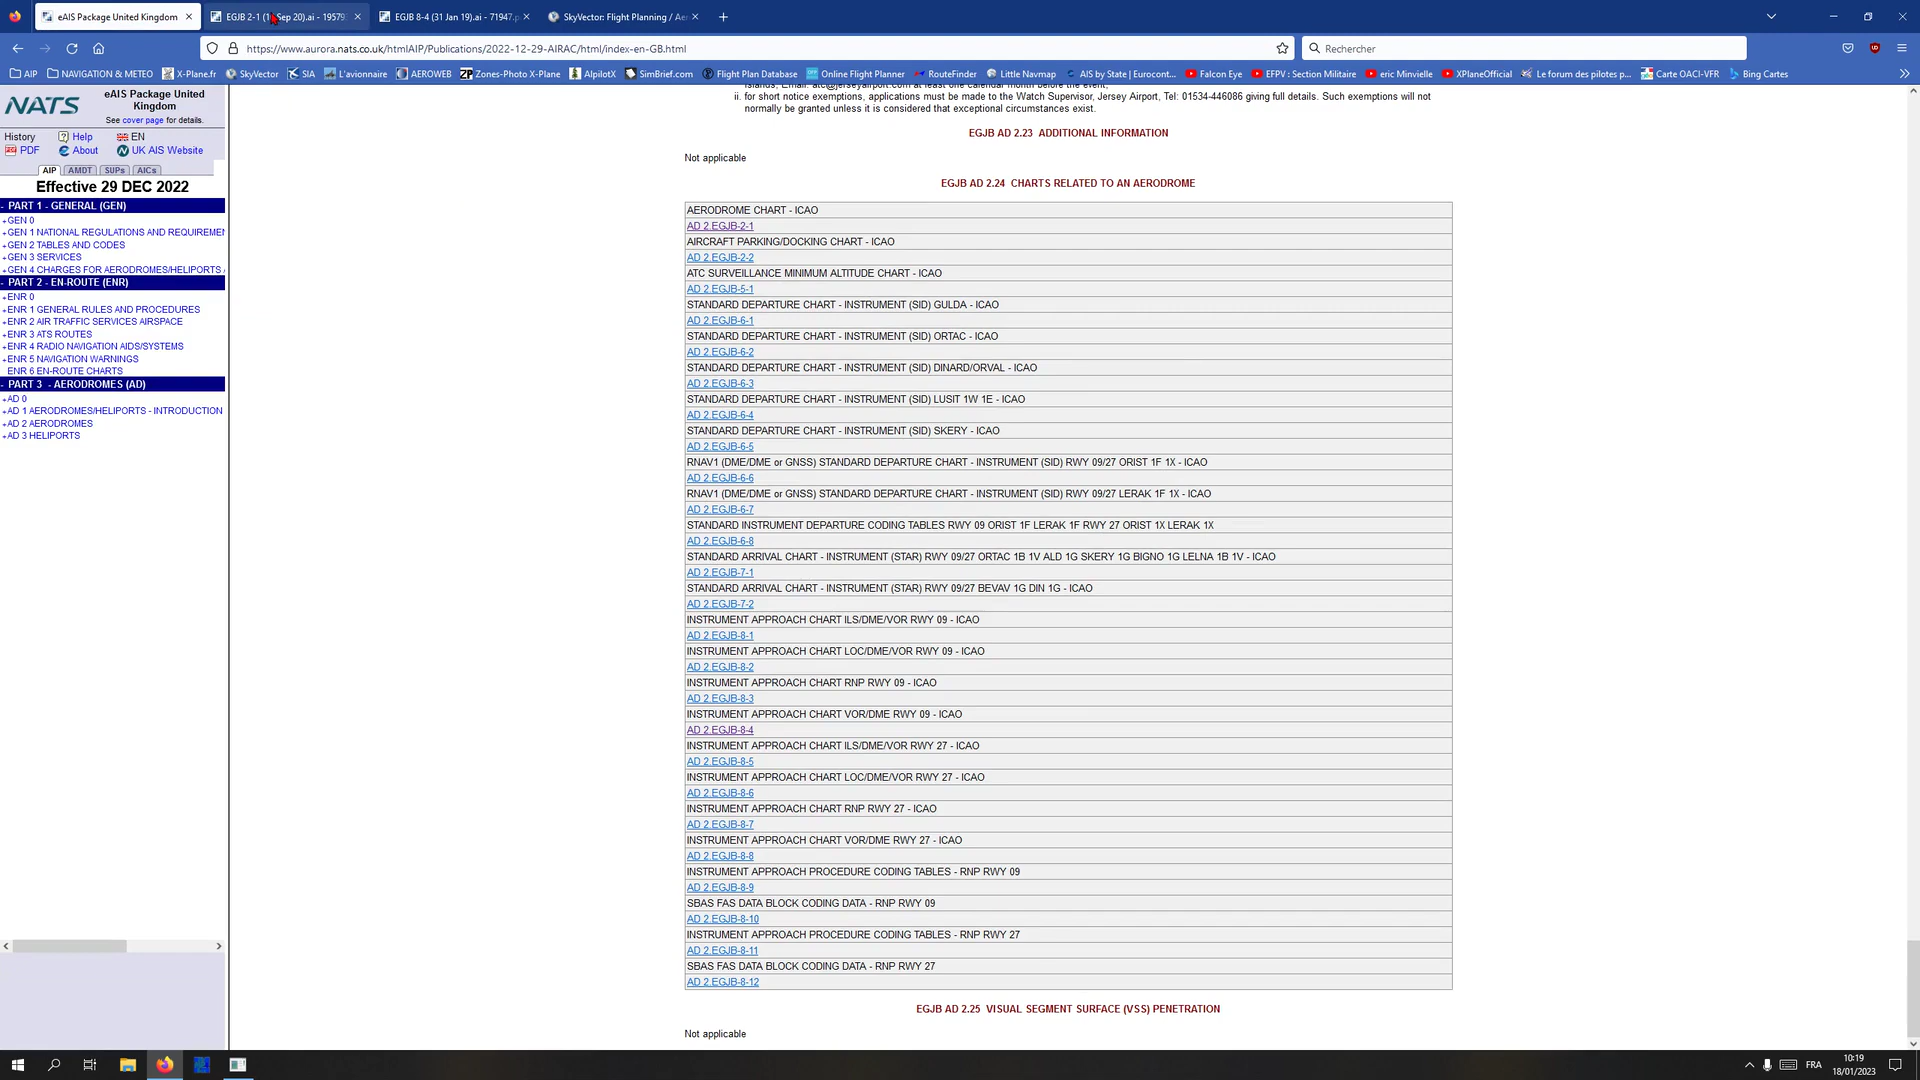 eAIS Package United Kingdom
EGJB 2-1 (1 Sep 20).ai - 1957
EGJB 8-4 (31 Jan 19).ai - 71947.p
SkyVector: Flight Planning / Ae
https://www.aurora.nats.co.uk/htmlAIP/Publications/2022-12-29-AIRAC/html/index-en-GB.html
Rechercher
AIP
NAVIGATION & METEO
X-Plane.fr
SkyVector
SIA
L'avionnaire
AEROWEB
Zones-Photo X-Plane
AlpilotX
SimBrief.com
Flight Plan Database
Online Flight Planner
RouteFinder
Little Navmap
AIS by State | Eurocont...
Falcon Eye
EFPV : Section Militaire
eric Minvielle
XPlaneOfficial
Le forum des pilotes p...
Carte OACI-VFR
Bing Cartes
NATS
eAIS Package United
Kingdom
See cover page for details.
History
Help
EN
PDF
About
UK AIS Website
AIP
AMDT
SUPs
AICs
Effective 29 DEC 2022
- PART 1 - GENERAL (GEN)
+GEN 0
+GEN 1 NATIONAL REGULATIONS AND REQUIREMEN
+GEN 2 TABLES AND CODES
+GEN 3 SERVICES
+GEN 4 CHARGES FOR AERODROMES/HELIPORTS
- PART 2 - EN-ROUTE (ENR)
+ENR 0
+ENR 1 GENERAL RULES AND PROCEDURES
+ENR 2 AIR TRAFFIC SERVICES AIRSPACE
+ENR 3 ATS ROUTES
+ENR 4 RADIO NAVIGATION AIDS/SYSTEMS
+ENR 5 NAVIGATION WARNINGS
ENR 6 EN-ROUTE CHARTS
- PART 3 - AERODROMES (AD)
+AD 0
+AD 1 AERODROMES/HELIPORTS - INTRODUCTION
+AD 2 AERODROMES
+AD 3 HELIPORTS
Islands, Email: atc@jerseyairport.com at least one calendar month before the event;
ii. for short notice exemptions, applications must be made to the Watch Supervisor, Jersey Airport, Tel: 01534-446086 giving full details. Such exemptions will not
normally be granted unless it is considered that exceptional circumstances exist.
EGJB AD 2.23 ADDITIONAL INFORMATION
Not applicable
EGJB AD 2.24 CHARTS RELATED TO AN AERODROME
AERODROME CHART - ICAO
AD 2.EGJB-2-1
AIRCRAFT PARKING/DOCKING CHART - ICAO
AD 2.EGJB-2-2
ATC SURVEILLANCE MINIMUM ALTITUDE CHART - ICAO
AD 2.EGJB-5-1
STANDARD DEPARTURE CHART - INSTRUMENT (SID) GULDA - ICAO
AD 2.EGJB-6-1
STANDARD DEPARTURE CHART - INSTRUMENT (SID) ORTAC - ICAO
AD 2.EGJB-6-2
STANDARD DEPARTURE CHART - INSTRUMENT (SID) DINARD/ORVAL - ICAO
AD 2.EGJB-6-3
STANDARD DEPARTURE CHART - INSTRUMENT (SID) LUSIT 1W 1E - ICAO
AD 2.EGJB-6-4
STANDARD DEPARTURE CHART - INSTRUMENT (SID) SKERY - ICAO
AD 2.EGJB-6-5
RNAV1 (DME/DME or GNSS) STANDARD DEPARTURE CHART - INSTRUMENT (SID) RWY 09/27 ORIST 1F 1X - ICAO
AD 2.EGJB-6-6
RNAV1 (DME/DME or GNSS) STANDARD DEPARTURE CHART - INSTRUMENT (SID) RWY 09/27 LERAK 1F 1X - ICAO
AD 2.EGJB-6-7
STANDARD INSTRUMENT DEPARTURE CODING TABLES RWY 09 ORIST 1F LERAK 1F RWY 27 ORIST 1X LERAK 1X
AD 2.EGJB-6-8
STANDARD ARRIVAL CHART - INSTRUMENT (STAR) RWY 09/27 ORTAC 1B 1V ALD 1G SKERY 1G BIGNO 1G LELNA 1B 1V - ICAO
AD 2.EGJB-7-1
STANDARD ARRIVAL CHART - INSTRUMENT (STAR) RWY 09/27 BEVAV 1G DIN 1G - ICAO
AD 2.EGJB-7-2
INSTRUMENT APPROACH CHART ILS/DME/VOR RWY 09 - ICAO
AD 2.EGJB-8-1
INSTRUMENT APPROACH CHART LOC/DME/VOR RWY 09 - ICAO
AD 2.EGJB-8-2
INSTRUMENT APPROACH CHART RNP RWY 09 - ICAO
AD 2.EGJB-8-3
INSTRUMENT APPROACH CHART VOR/DME RWY 09 - ICAO
AD 2.EGJB-8-4
INSTRUMENT APPROACH CHART ILS/DME/VOR RWY 27 - ICAO
AD 2.EGJB-8-5
INSTRUMENT APPROACH CHART LOC/DME/VOR RWY 27 - ICAO
AD 2.EGJB-8-6
INSTRUMENT APPROACH CHART RNP RWY 27 - ICAO
AD 2.EGJB-8-7
INSTRUMENT APPROACH CHART VOR/DME RWY 27 - ICAO
AD 2.EGJB-8-8
INSTRUMENT APPROACH PROCEDURE CODING TABLES - RNP RWY 09
AD 2.EGJB-8-9
SBAS FAS DATA BLOCK CODING DATA - RNP RWY 09
AD 2.EGJB-8-10
INSTRUMENT APPROACH PROCEDURE CODING TABLES - RNP RWY 27
AD 2.EGJB-8-11
SBAS FAS DATA BLOCK CODING DATA - RNP RWY 27
AD 2.EGJB-8-12
EGJB AD 2.25 VISUAL SEGMENT SURFACE (VSS) PENETRATION
Not applicable
FRA
10:19
18/01/2023